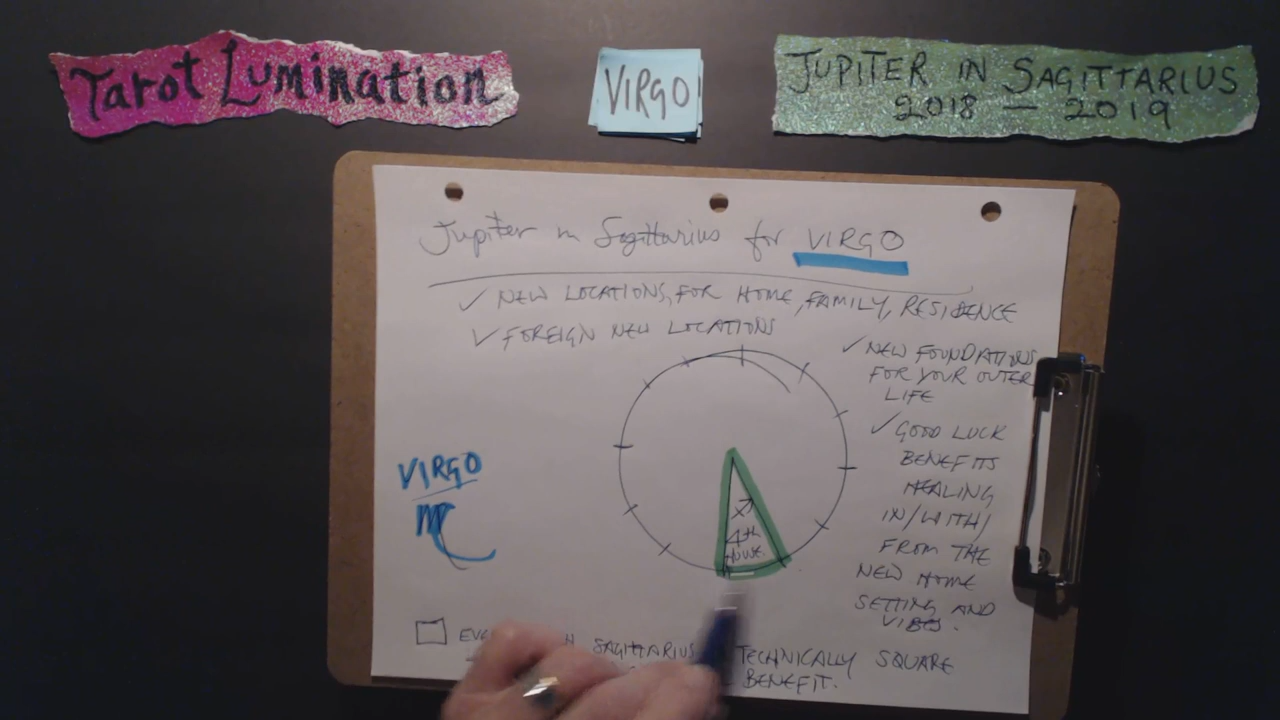 Tarot Lumination
VIRGO
JUPITER IN SAGITTARIUS
2018 — 2019
Jupiter in Sagittarius for VIRGO
✓ NEW LOCATIONS, FOR HOME, FAMILY, RESIDENCE
✓ FOREIGN NEW LOCATIONS
✓ NEW FOUNDATIONS
FOR YOUR OUTER
LIFE
✓ GOOD LUCK
BENEFITS
HEALING
IN/WITH/
FROM THE
NEW HOME
SETTING AND
VIBES.
VIRGO
♍
♐
4th
HOUSE.
SAGITTARIUS TECHNICALLY SQUARE
BENEFIT.